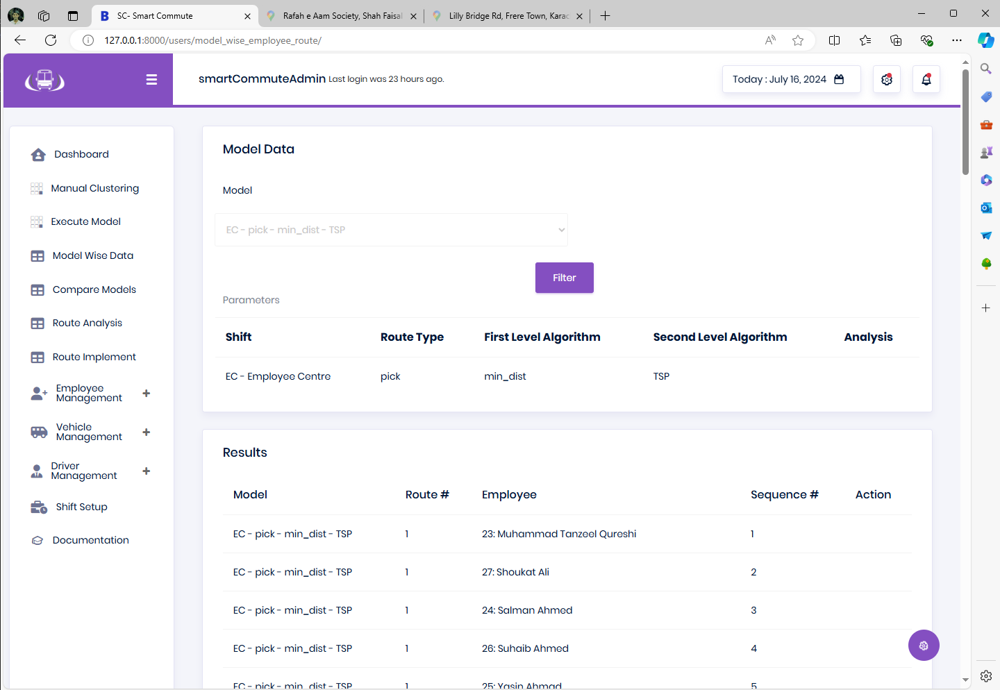 SC- Smart Commute
Rafah e Aam Society, Shah Faisal
Lilly Bridge Rd, Frere Town, Karac
127.0.0.1:8000/users/model_wise_employee_route/
smartCommuteAdmin Last login was 23 hours ago.
Today : July 16, 2024
Dashboard
Manual Clustering
Execute Model
Model Wise Data
Compare Models
Route Analysis
Route Implement
Employee
Management
Vehicle
Management
Driver
Management
Shift Setup
Documentation
Model Data
Model
EC - pick - min_dist - TSP
Filter
Parameters
Shift Route Type First Level Algorithm Second Level Algorithm Analysis
EC - Employee Centre pick min_dist TSP
Results
Model Route # Employee Sequence # Action
EC - pick - min_dist - TSP 1 23: Muhammad Tanzeel Qureshi 1
EC - pick - min_dist - TSP 1 27: Shoukat Ali 2
EC - pick - min_dist - TSP 1 24: Salman Ahmed 3
EC - pick - min_dist - TSP 1 26: Suhaib Ahmed 4
EC - pick - min_dist - TSP 1 25: Yasin Ahmad 5